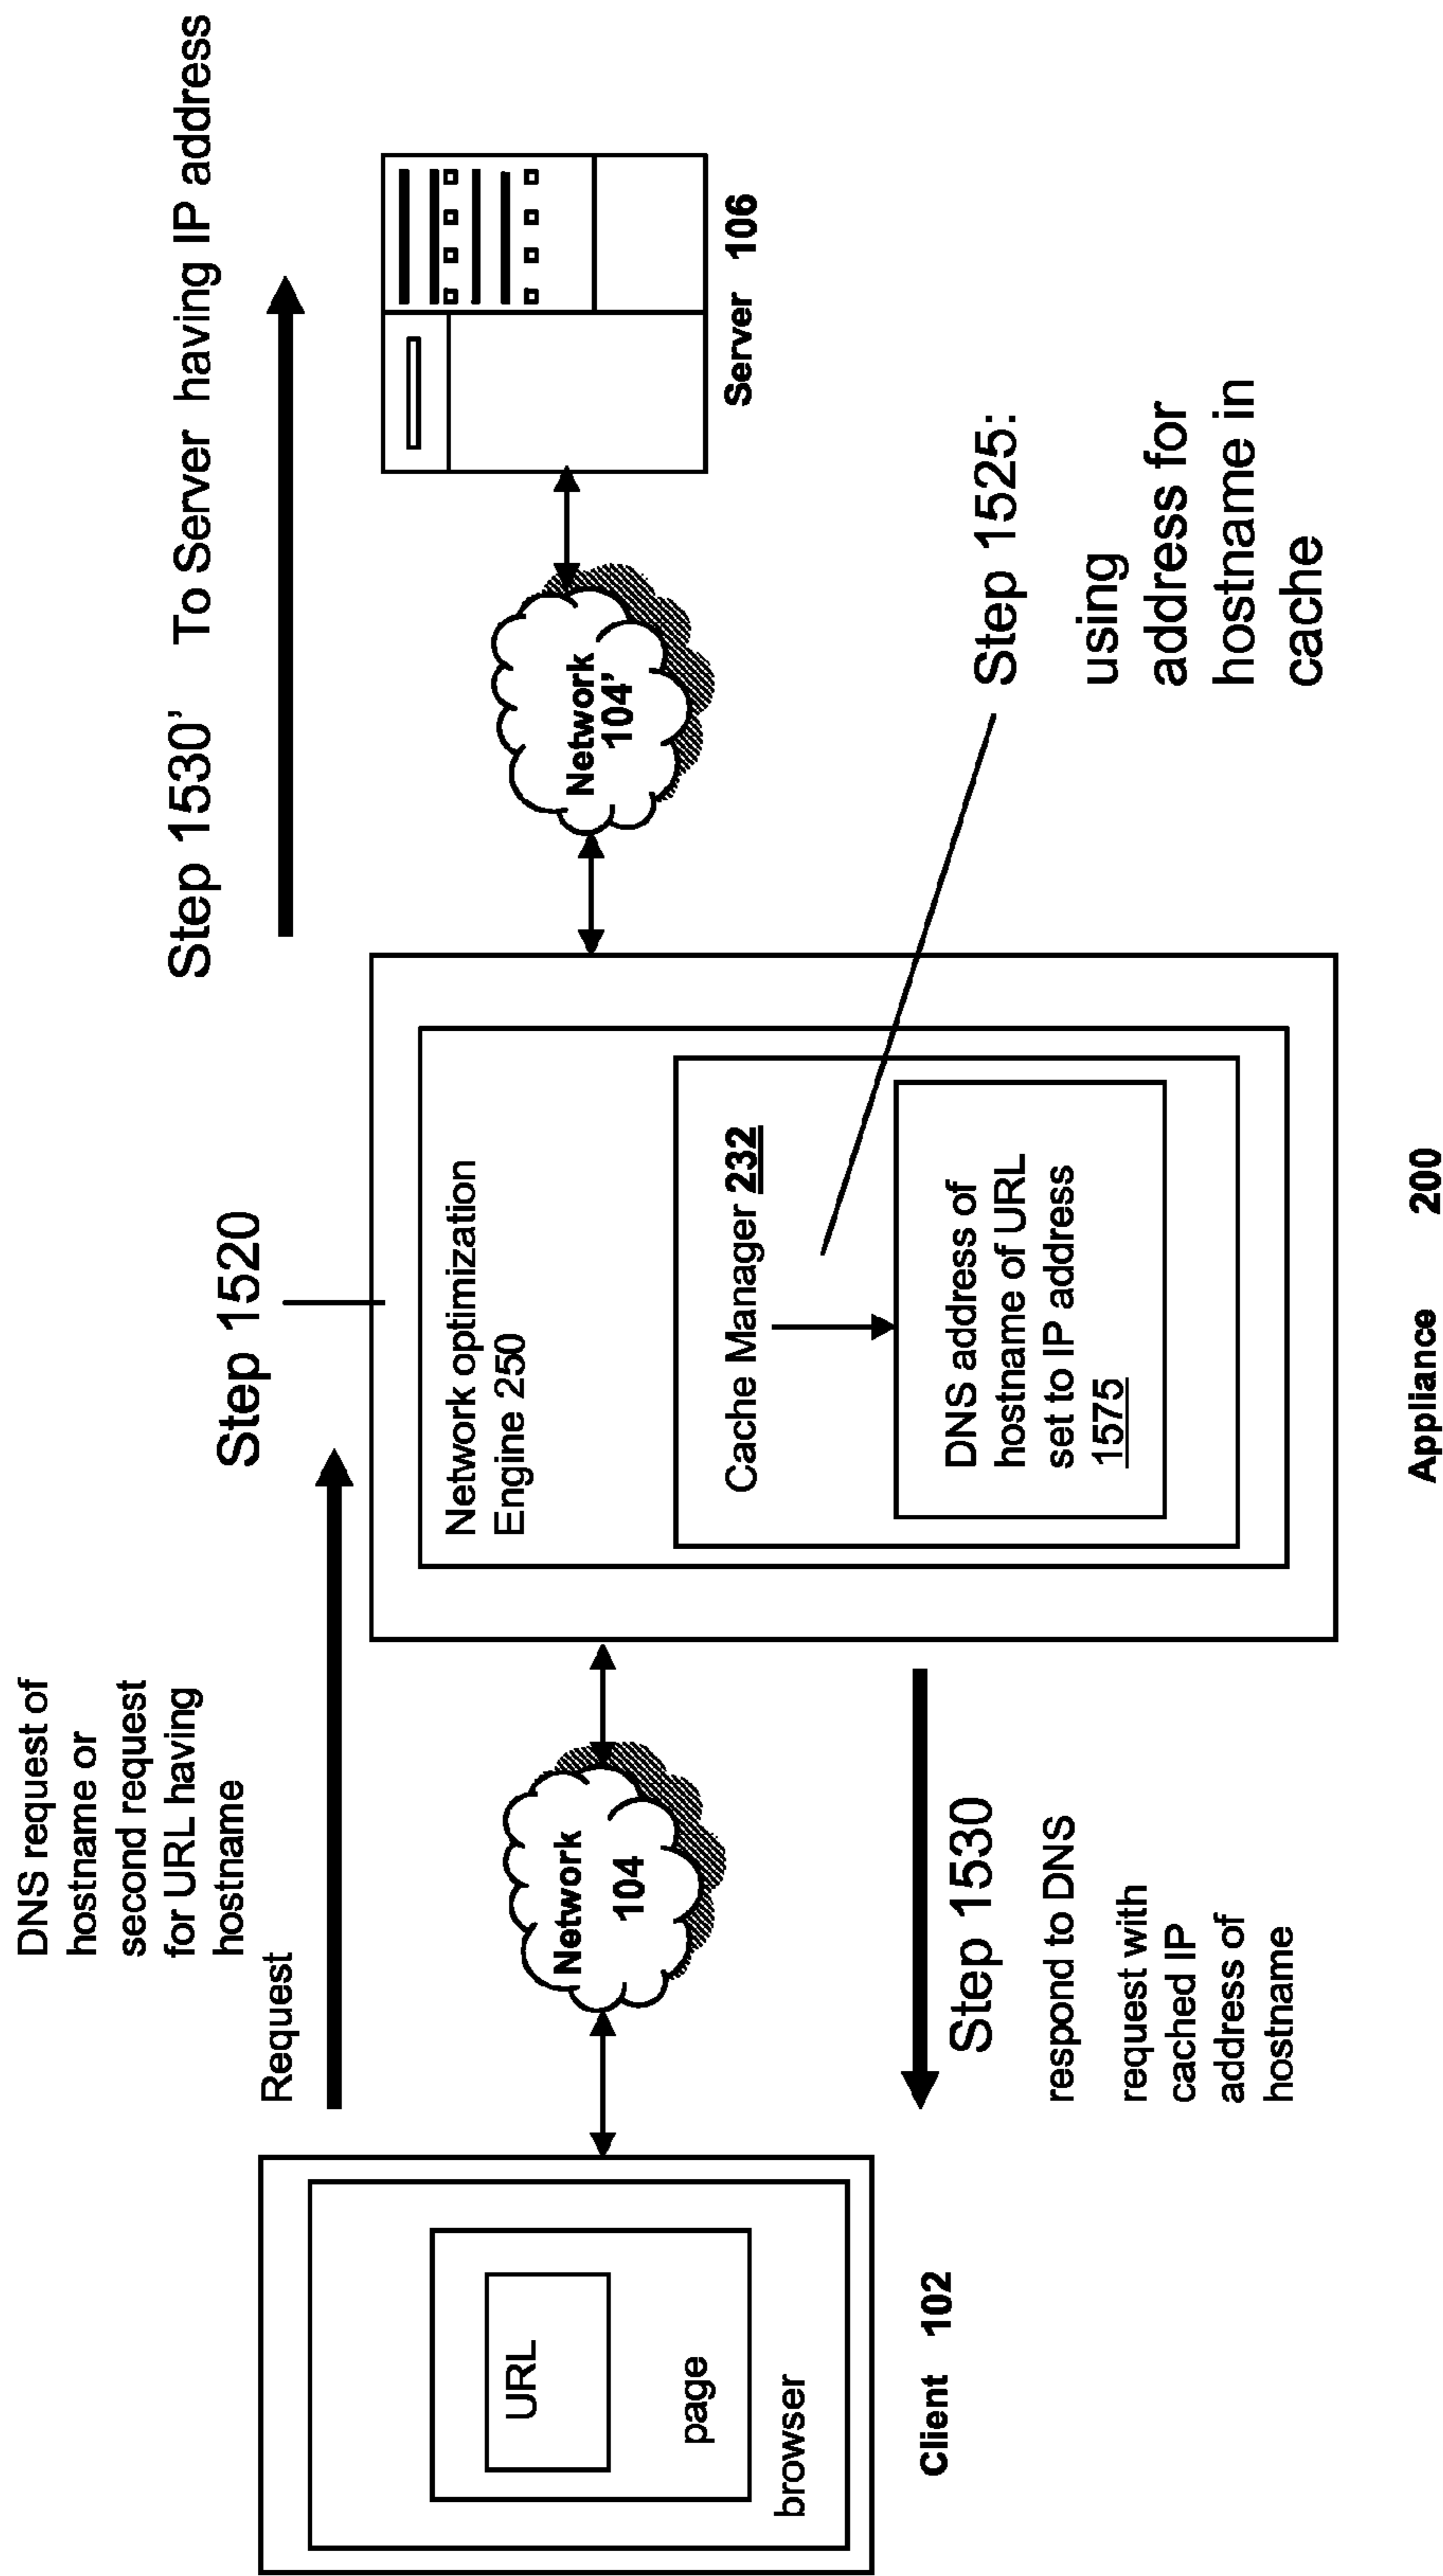 DNS request of
hostname or
second request
for URL having
hostname
Request
Step 1520
Step 1530' To Server having IP address
URL
page
browser
Client 102
Network
104
Step 1530
respond to DNS
request with
cached IP
address of
hostname
Network optimization
Engine 250
Cache Manager 232
DNS address of
hostname of URL
set to IP address
1575
Appliance 200
Network
104'
Server 106
Step 1525:
using
address for
hostname in
cache